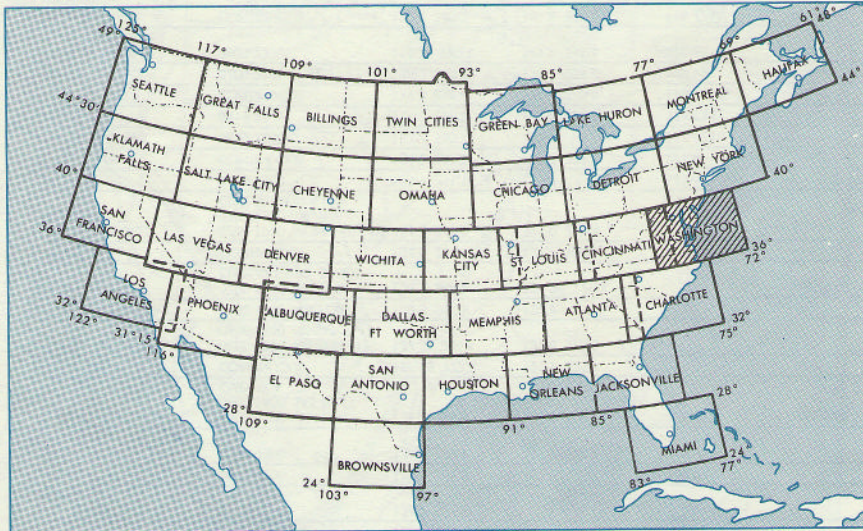 125°
49°
117°
109°
101°
93°
85°
77°
69°
61°
48°
SEATTLE
GREAT FALLS
BILLINGS
TWIN CITIES
GREEN BAY
LAKE HURON
MONTREAL
HALIFAX
44°
44° 30'
KLAMATH
FALLS
SALT LAKE CITY
CHEYENNE
OMAHA
CHICAGO
DETROIT
NEW YORK
40°
40°
SAN
FRANCISCO
LAS VEGAS
DENVER
WICHITA
KANSAS
CITY
ST LOUIS
CINCINNATI
WASHINGTON
36°
36°
72°
LOS
ANGELES
PHOENIX
ALBUQUERQUE
DALLAS-
FT WORTH
MEMPHIS
ATLANTA
CHARLOTTE
32°
122°
31° 15'
116°
32°
75°
EL PASO
SAN
ANTONIO
HOUSTON
NEW
ORLEANS
JACKSONVILLE
28°
109°
91°
85°
28°
BROWNSVILLE
MIAMI
24°
103°
97°
83°
24
77°